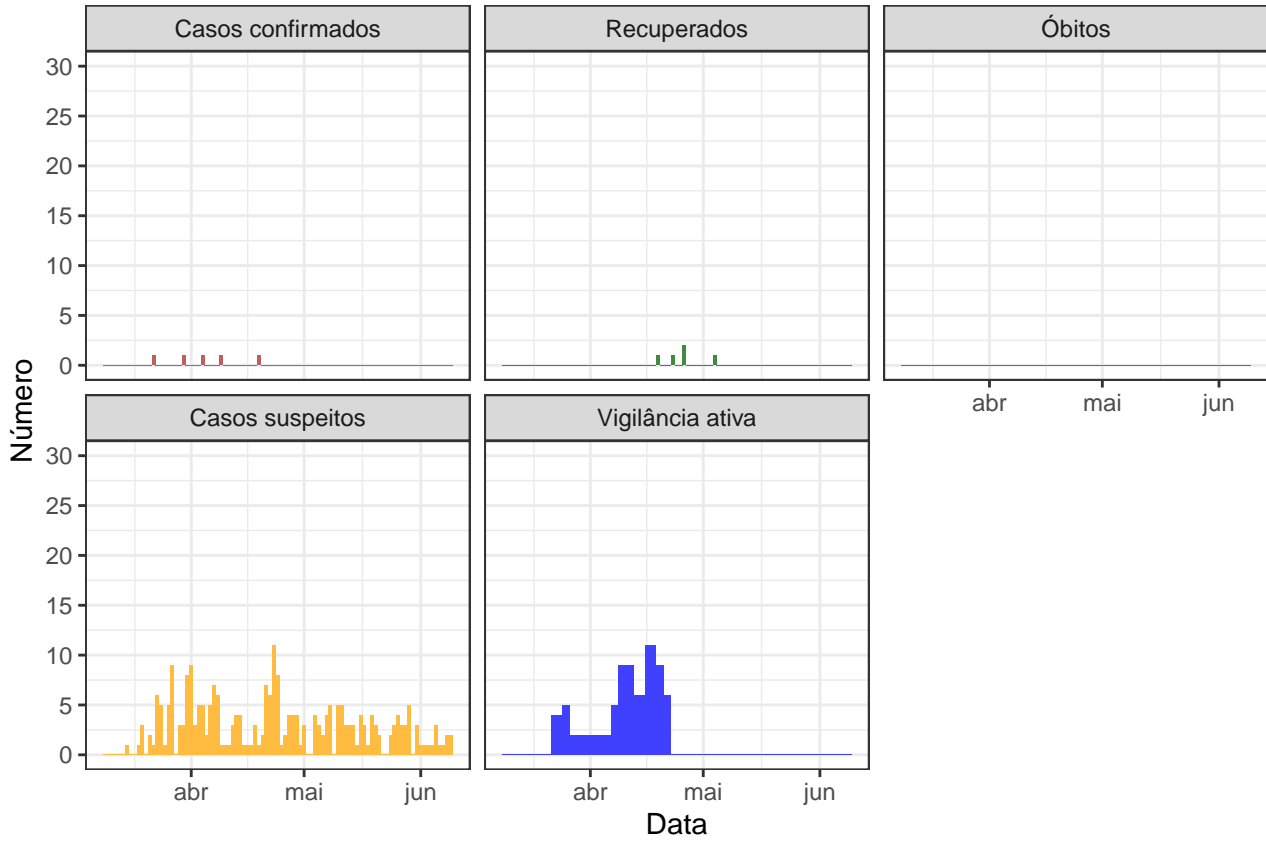 Casos confirmados
Recuperados
Óbitos
30
25
20
15
10
5
0
abr mai jun
Casos suspeitos
Vigilância ativa
30
25
20
15
10
5
0
abr mai jun
abr mai jun
Número
Data